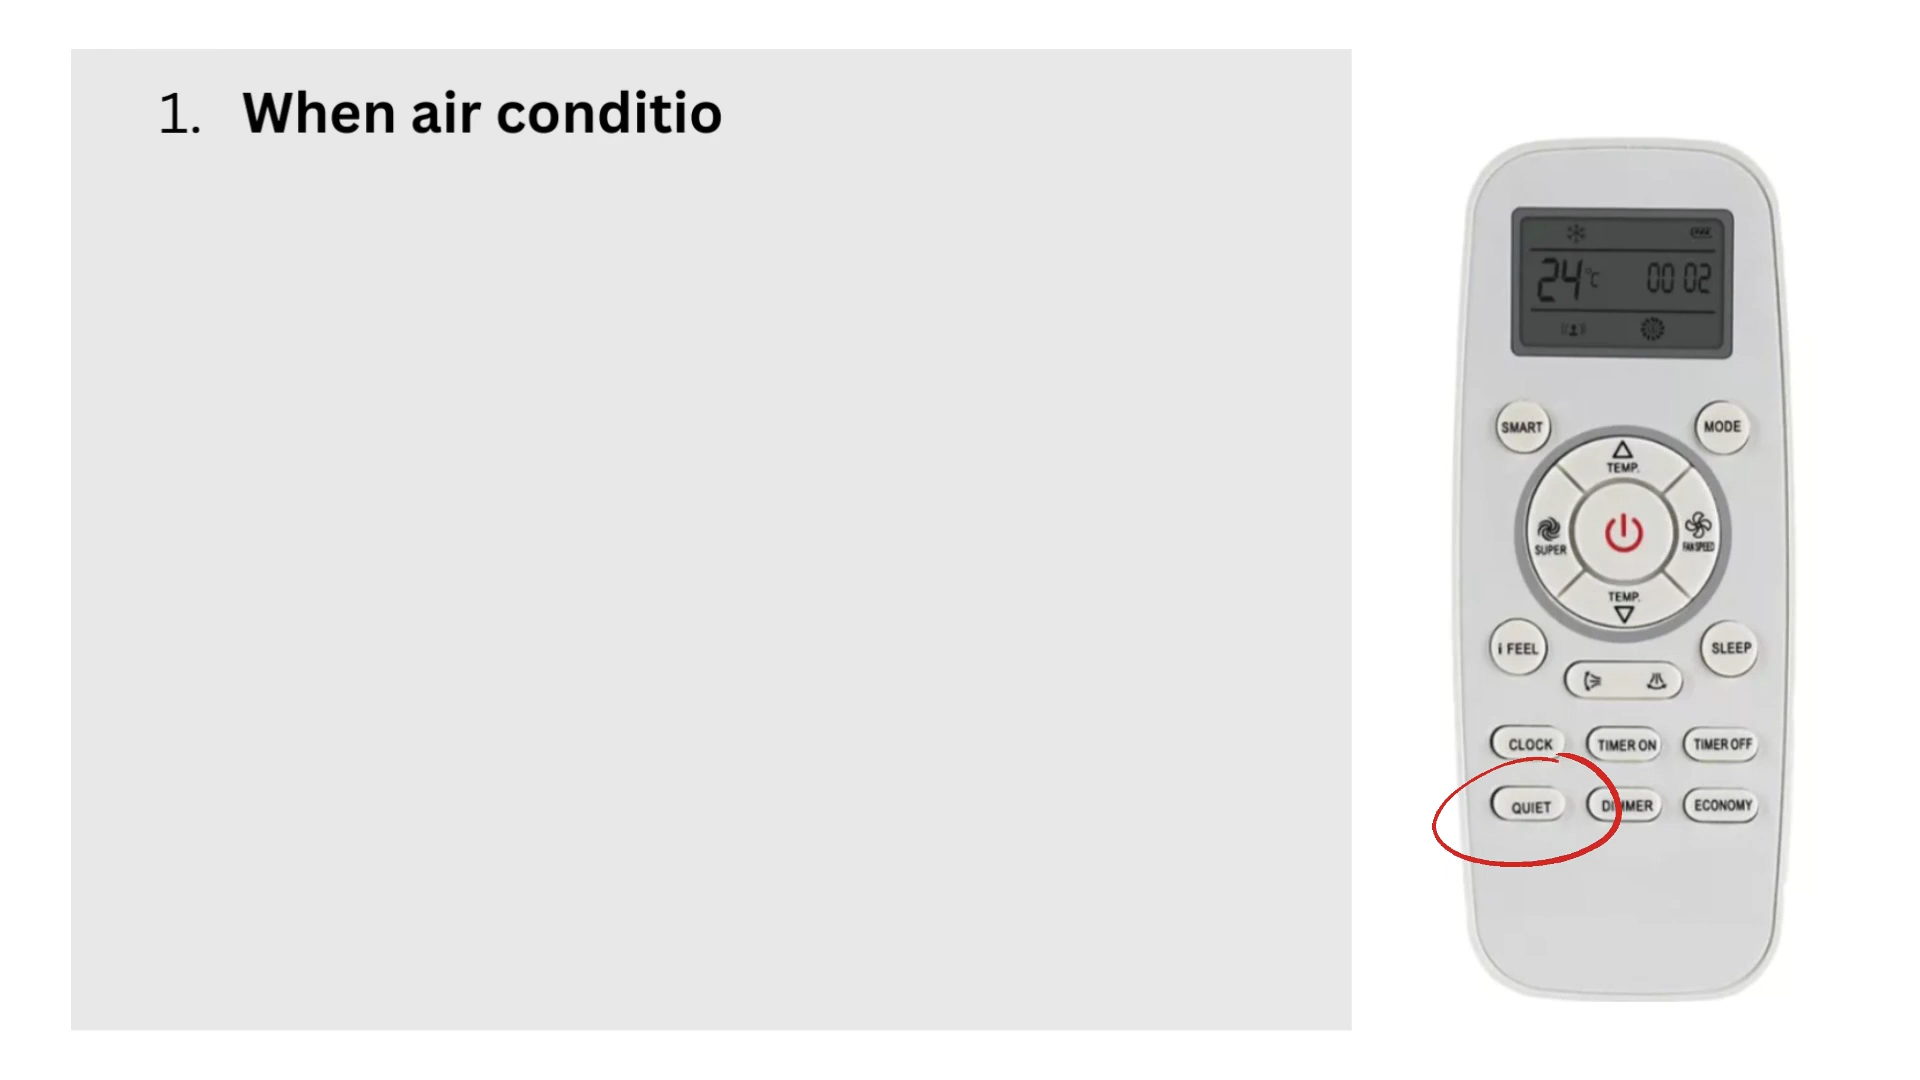 1. When air conditio
24°C 00 02
SMART MODE
TEMP.
SUPER FAN SPEED
TEMP.
i FEEL SLEEP
CLOCK TIMER ON TIMER OFF
QUIET DIMMER ECONOMY